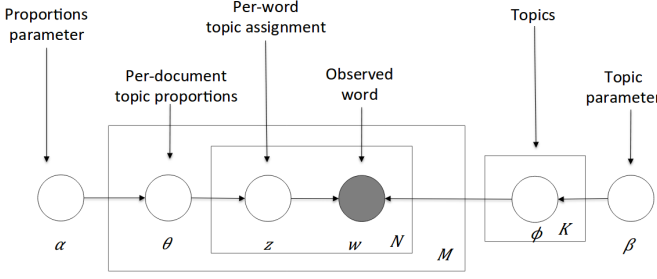 Proportions
parameter
Per-word
topic assignment
Topics
Per-document
topic proportions
Observed
word
Topic
parameter
α
θ
z
w
N
M
ϕ
K
β